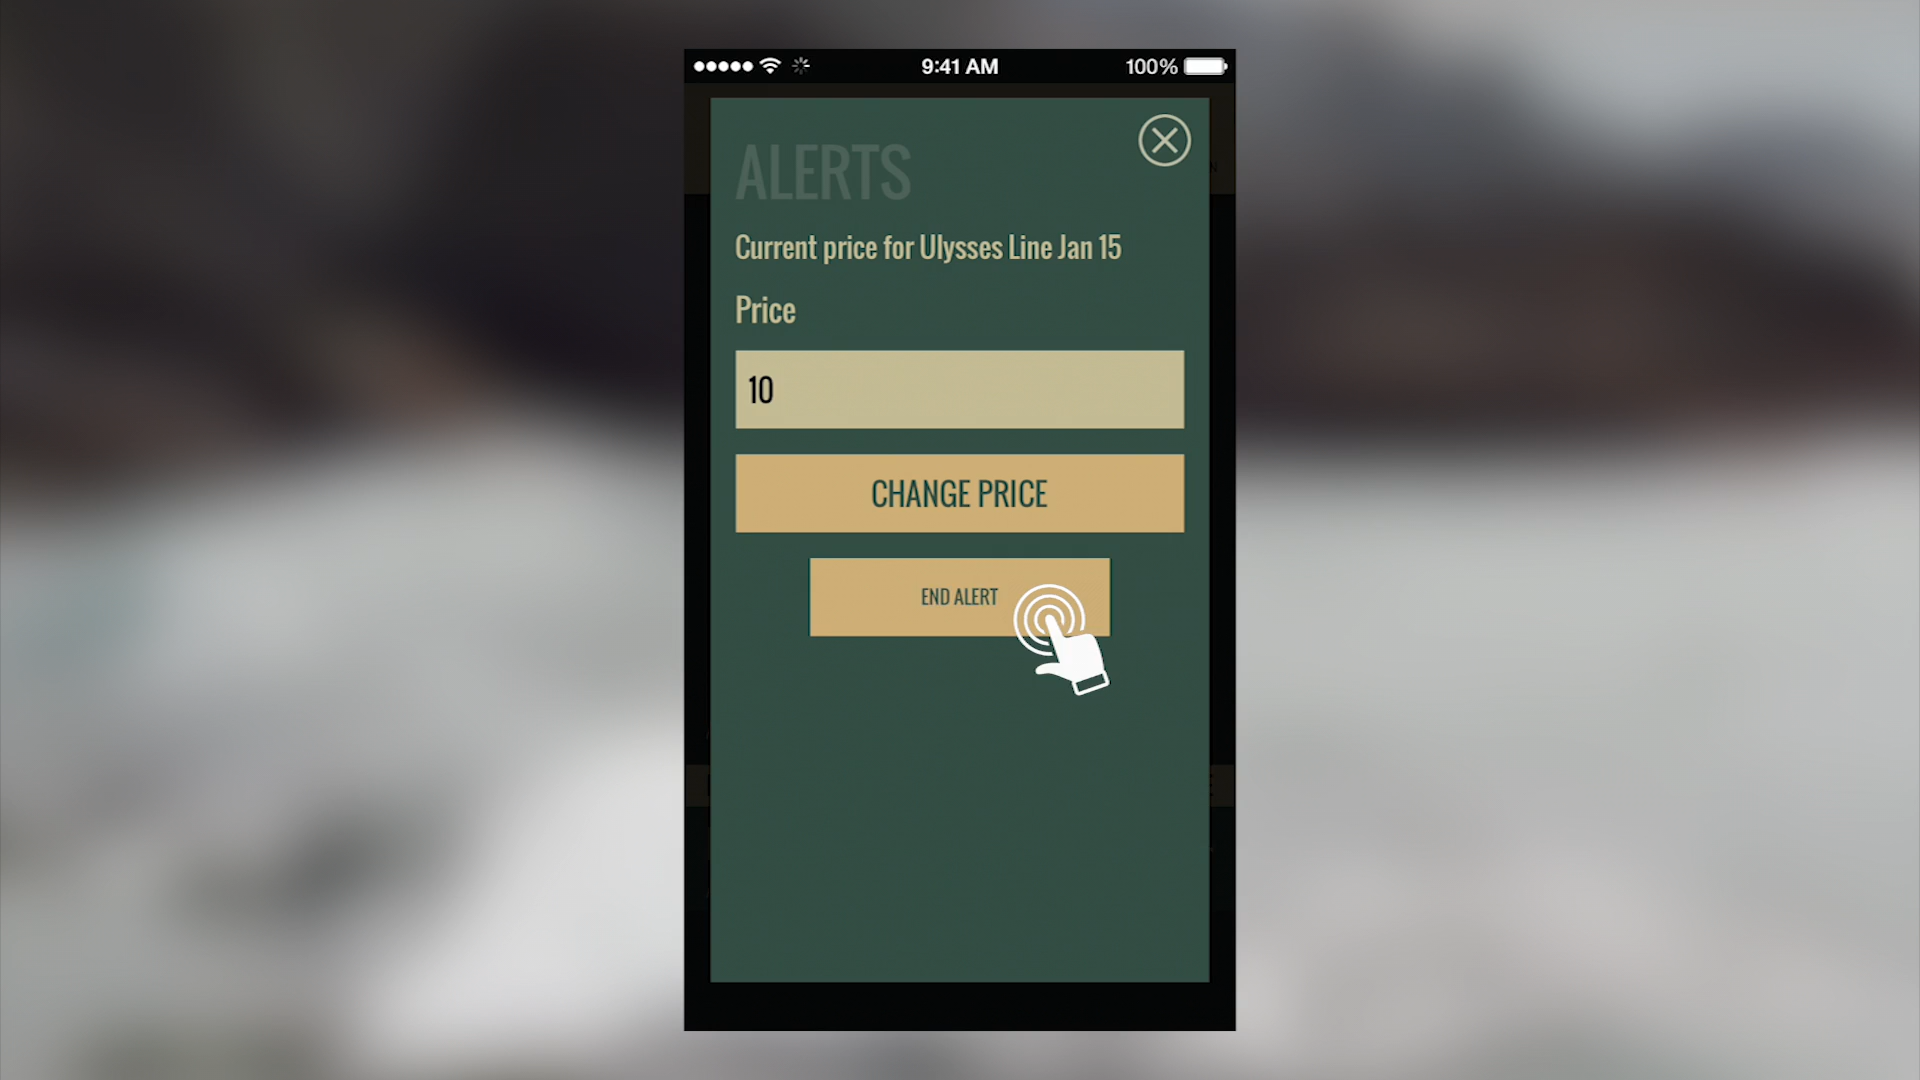 9:41 AM
100%
ALERTS
Current price for Ulysses Line Jan 15
Price
10
CHANGE PRICE
END ALERT